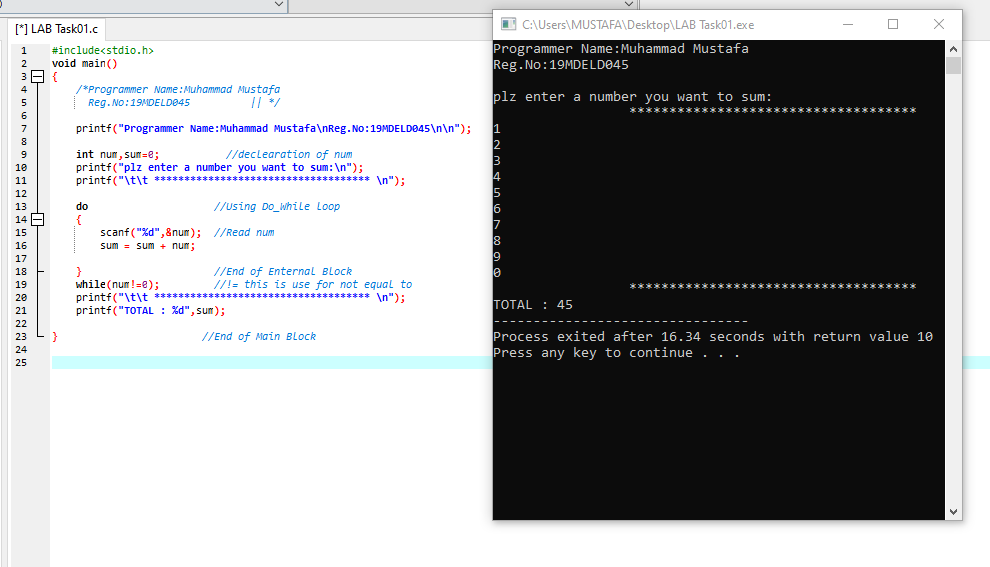 [*] LAB Task01.c
1 #include<stdio.h>
2 void main()
3 {
4 /*Programmer Name:Muhammad Mustafa
5 Reg.No:19MDELD045 || */
6
7 printf("Programmer Name:Muhammad Mustafa\nReg.No:19MDELD045\n\n");
8
9 int num,sum=0; //declearation of num
10 printf("plz enter a number you want to sum:\n");
11 printf("\t\t ************************************ \n");
12
13 do //Using Do_While loop
14 {
15 scanf("%d",&num); //Read num
16 sum = sum + num;
17
18 } //End of Enternal Block
19 while(num!=0); //!= this is use for not equal to
20 printf("\t\t ************************************ \n");
21 printf("TOTAL : %d",sum);
22
23 } //End of Main Block
24
25
C:\Users\MUSTAFA\Desktop\LAB Task01.exe
Programmer Name:Muhammad Mustafa
Reg.No:19MDELD045
plz enter a number you want to sum:
************************************
1
2
3
4
5
6
7
8
9
0
************************************
TOTAL : 45
--------------------------------
Process exited after 16.34 seconds with return value 10
Press any key to continue . . .